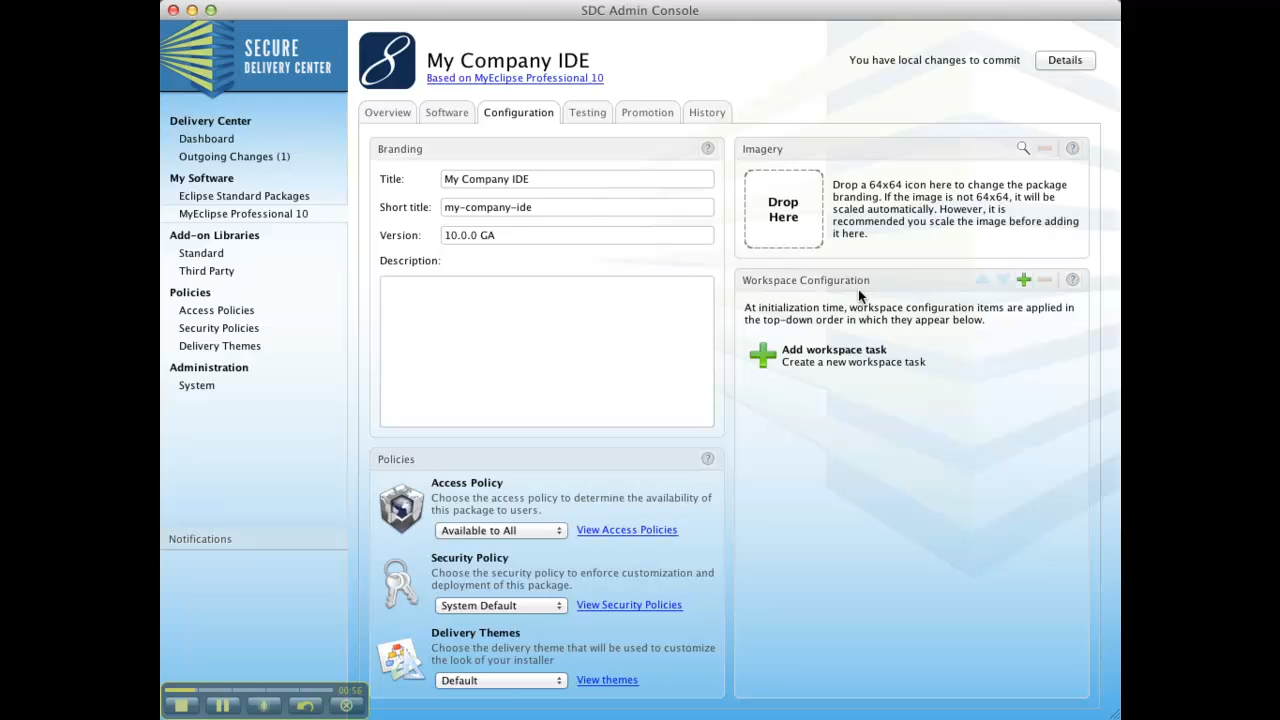 SDC Admin Console
SECURE
DELIVERY CENTER
Delivery Center
Dashboard
Outgoing Changes (1)
My Software
Eclipse Standard Packages
MyEclipse Professional 10
Add-on Libraries
Standard
Third Party
Policies
Access Policies
Security Policies
Delivery Themes
Administration
System
Notifications
00:56
My Company IDE
Based on MyEclipse Professional 10
You have local changes to commit
Details
Overview
Software
Configuration
Testing
Promotion
History
Branding
?
Title:
My Company IDE
Short title:
my-company-ide
Version:
10.0.0 GA
Description:
Policies
?
Access Policy
Choose the access policy to determine the availability of
this package to users.
Available to All
View Access Policies
Security Policy
Choose the security policy to enforce customization and
deployment of this package.
System Default
View Security Policies
Delivery Themes
Choose the delivery theme that will be used to customize
the look of your installer
Default
View themes
Imagery
?
Drop
Here
Drop a 64x64 icon here to change the package
branding. If the image is not 64x64, it will be
scaled automatically. However, it is
recommended you scale the image before adding
it here.
Workspace Configuration
?
At initialization time, workspace configuration items are applied in
the top-down order in which they appear below.
Add workspace task
Create a new workspace task